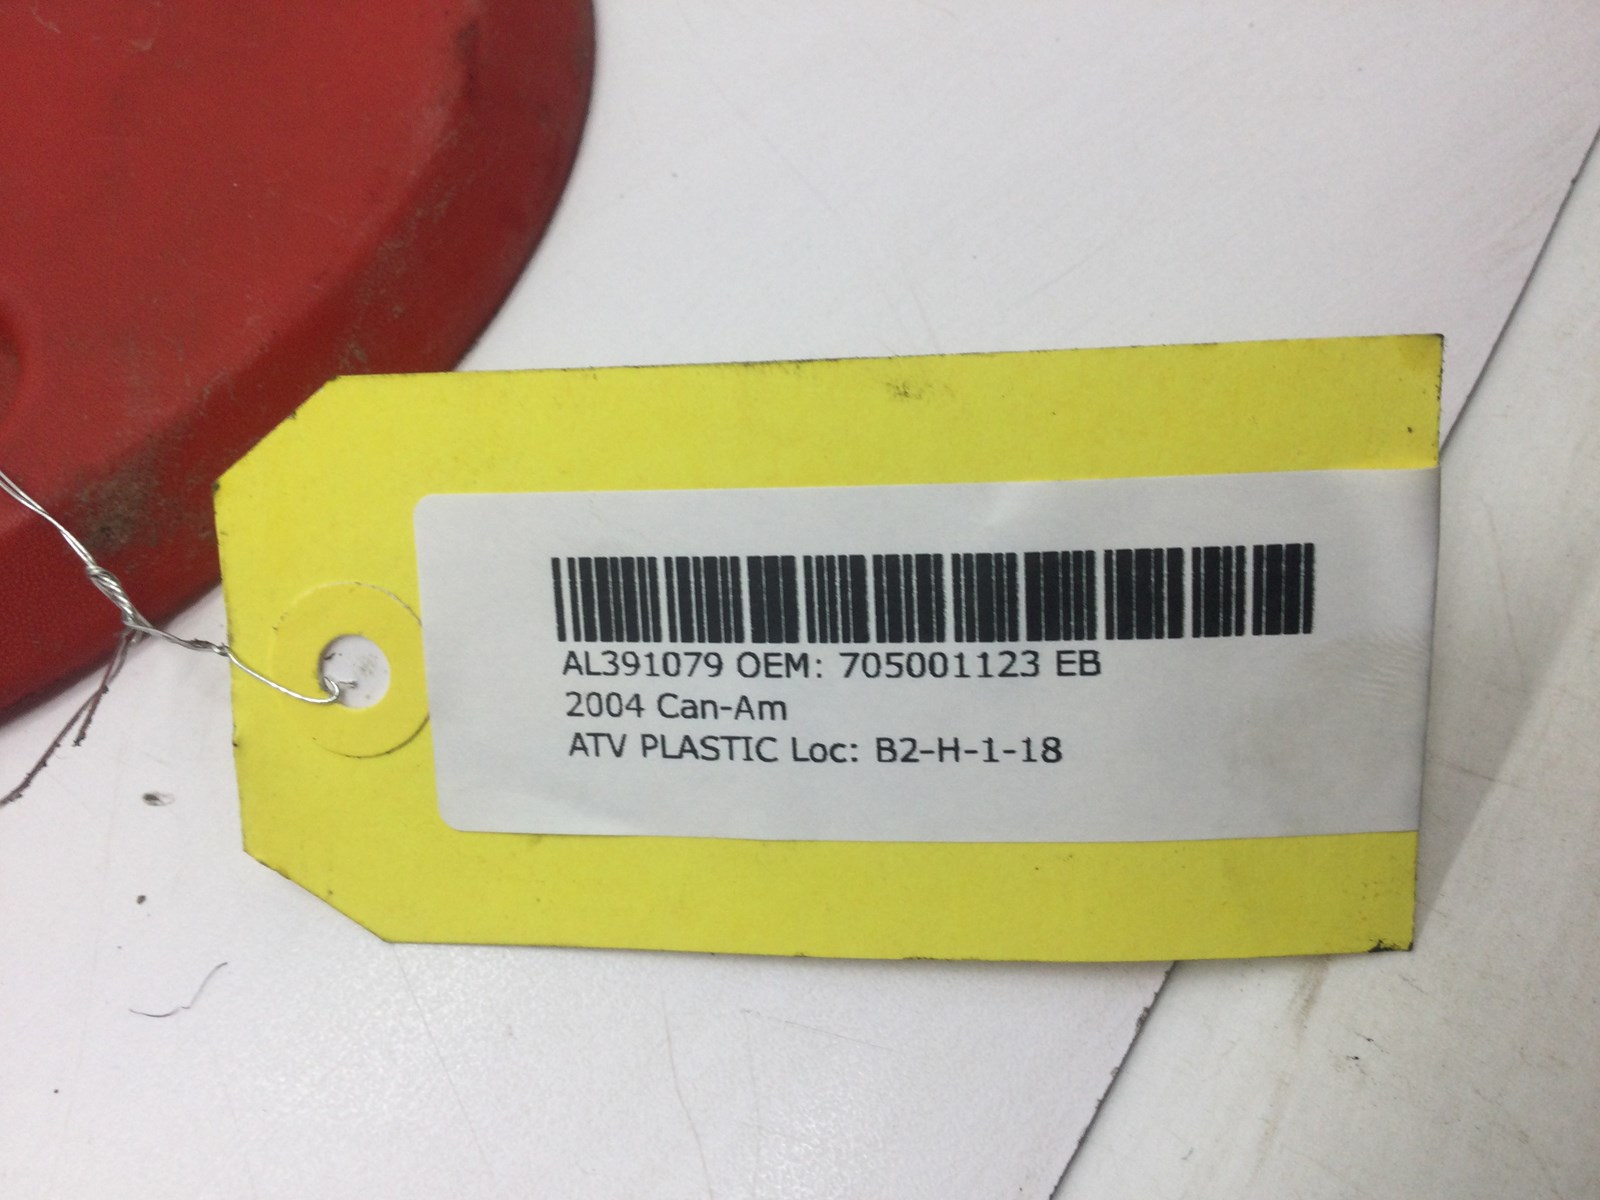 AL391079 OEM: 705001123 EB
2004 Can-Am
ATV PLASTIC Loc: B2-H-1-18